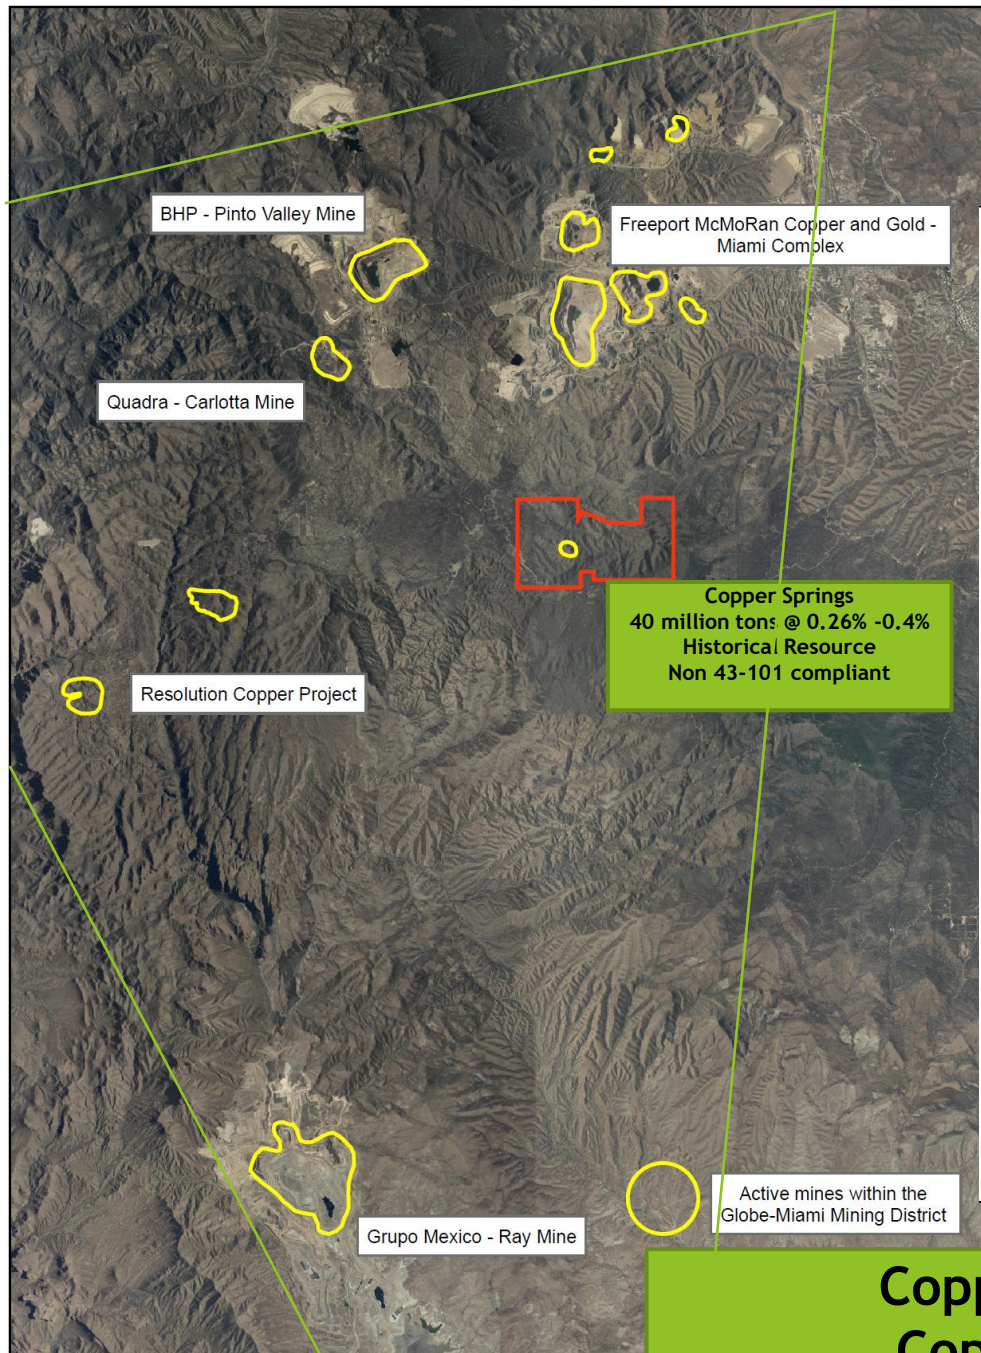 BHP - Pinto Valley Mine
Freeport McMoRan Copper and Gold -
Miami Complex
Quadra - Carlotta Mine
Copper Springs
40 million tons @ 0.26% -0.4%
Historical Resource
Non 43-101 compliant
Resolution Copper Project
Active mines within the
Globe-Miami Mining District
Grupo Mexico - Ray Mine